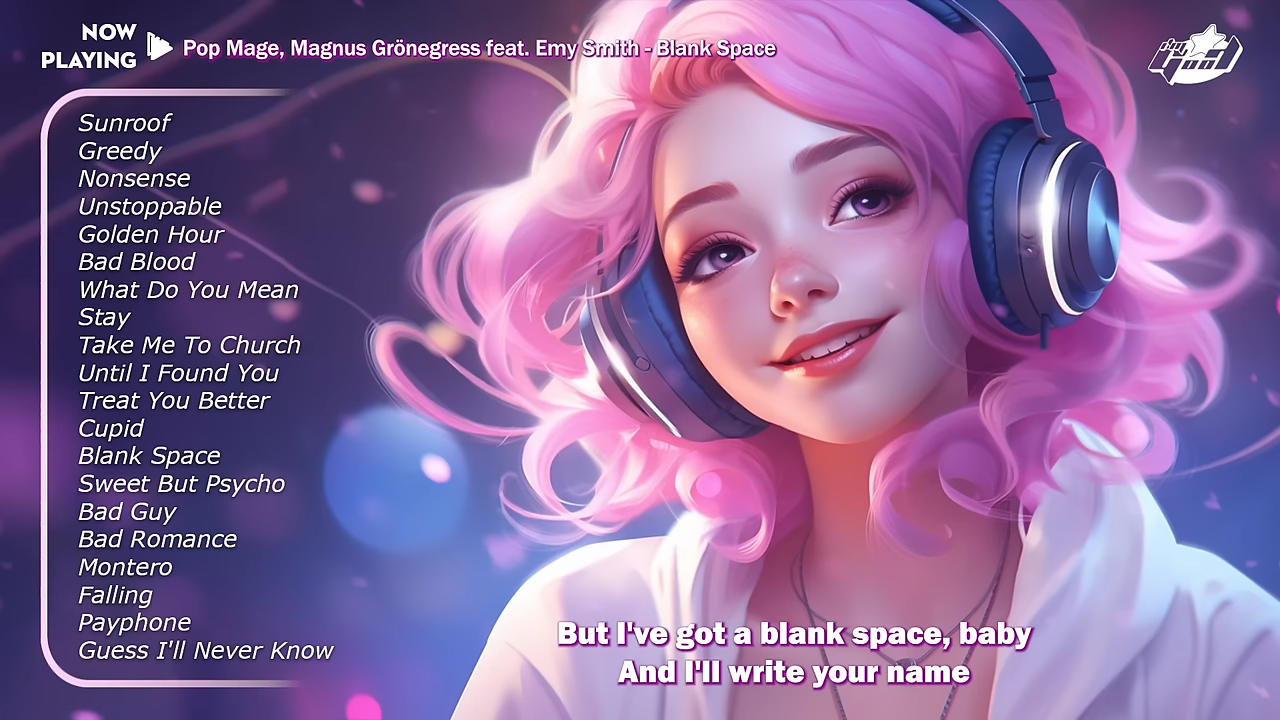 NOW
PLAYING
Pop Mage, Magnus Grönegress feat. Emy Smith - Blank Space
Sunroof
Greedy
Nonsense
Unstoppable
Golden Hour
Bad Blood
What Do You Mean
Stay
Take Me To Church
Until I Found You
Treat You Better
Cupid
Blank Space
Sweet But Psycho
Bad Guy
Bad Romance
Montero
Falling
Payphone
Guess I'll Never Know
But I've got a blank space, baby
And I'll write your name